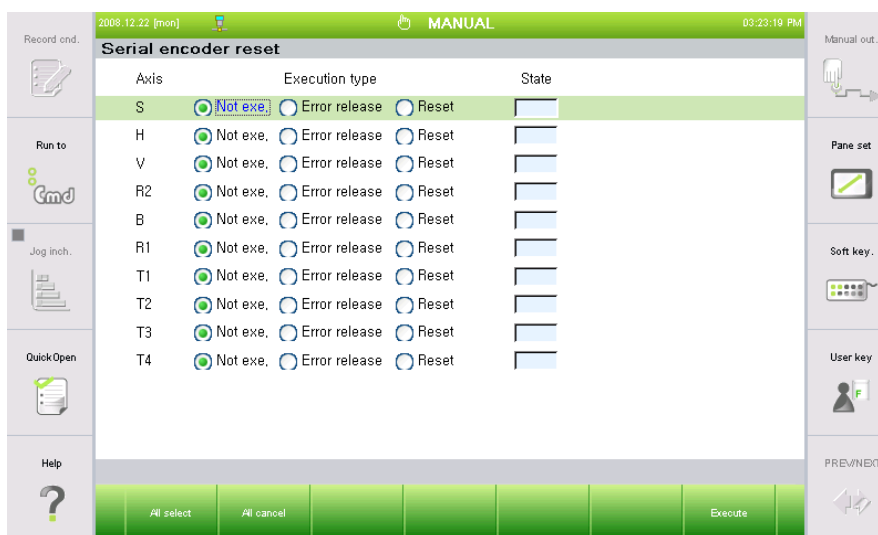 2008.12.22 [mon] MANUAL 03:23:19 PM
Serial encoder reset
Axis Execution type State
S Not exe, Error release Reset
H Not exe, Error release Reset
V Not exe, Error release Reset
R2 Not exe, Error release Reset
B Not exe, Error release Reset
R1 Not exe, Error release Reset
T1 Not exe, Error release Reset
T2 Not exe, Error release Reset
T3 Not exe, Error release Reset
T4 Not exe, Error release Reset
Record cnd.
Run to
Cmd
Jog inch.
QuickOpen
Help
?
Manual out.
Pane set
Soft key.
User key
F
PREV/NEXT
All select All cancel Execute